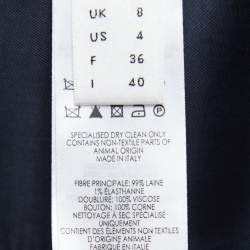 UK 8
US 4
F 36
I 40
SPECIALISED DRY CLEAN ONLY
CONTAINS NON-TEXTILE PARTS OF
ANIMAL ORIGIN
MADE IN ITALY
FIBRE PRINCIPALE: 99% LAINE
1% ELASTHANNE
DOUBLURE: 100% VISCOSE
BOUTON: 100% CORNE
NETTOYAGE À SEC SPÉCIALISÉ
UNIQUEMENT
CONTIENT DES ELEMENTS NON TEXTILES
D'ORIGINE ANIMALE
FABRIQUÉ EN ITALIE